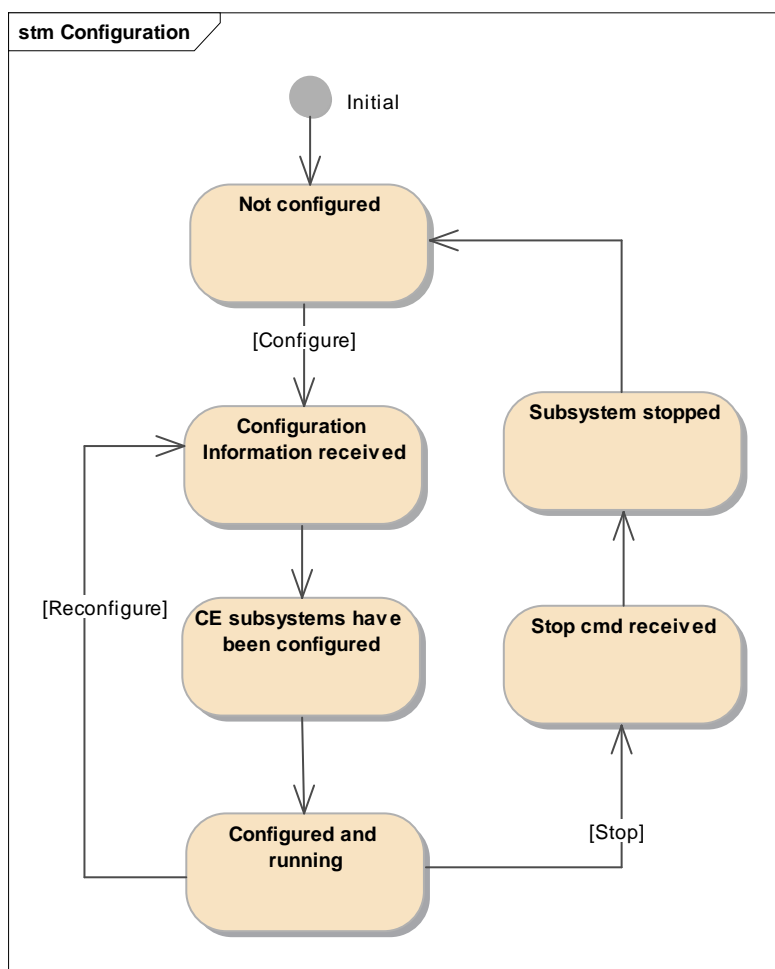 stm Configuration
Initial
Not configured
[Configure]
Configuration
Information received
Subsystem stopped
[Reconfigure]
CE subsystems have
been configured
Stop cmd received
Configured and
running
[Stop]